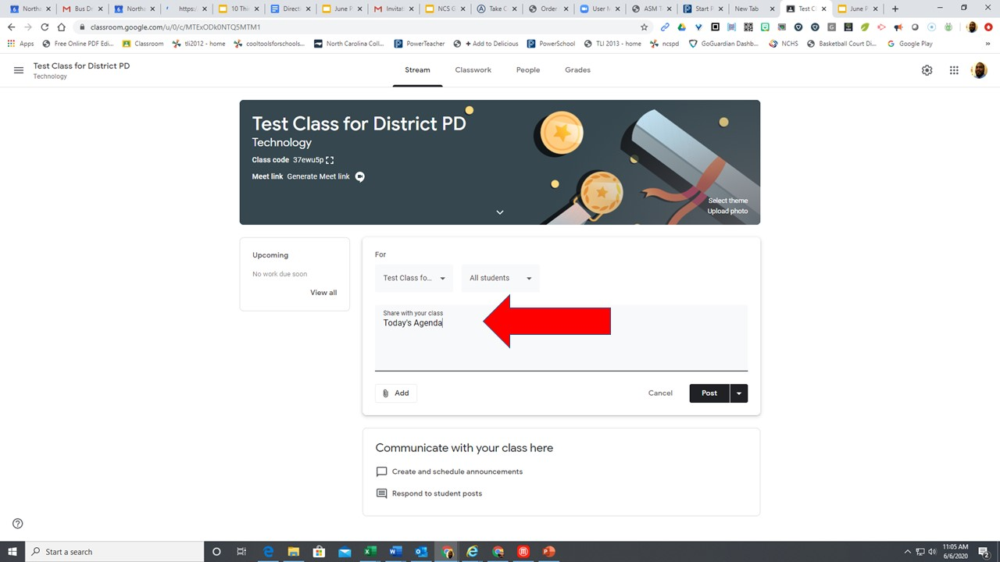 North
Bus Dr
North
https:/
10 Thi
Directi
June P
Invitat
NCS G
Take C
Order
User M
ASM T
Start P
New Tab
Test Cl
June P
classroom.google.com/u/0/c/MTExODk0NTQ5MTM1
Apps
Free Online PDF Edi...
Classroom
tli2012 - home
cooltoolsforschools...
North Carolina Coll...
PowerTeacher
+ Add to Delicious
PowerSchool
TLI 2013 - home
ncspd
GoGuardian Dashb...
NCHS
Basketball Court Di...
Google Play
»
Test Class for District PD
Technology
Stream
Classwork
People
Grades
Test Class for District PD
Technology
Class code 37ewu5p
Meet link Generate Meet link
Select theme
Upload photo
Upcoming
No work due soon
View all
For
Test Class fo...
All students
Share with your class
Today's Agenda
Add
Cancel
Post
Communicate with your class here
Create and schedule announcements
Respond to student posts
Start a search
11:05 AM
6/6/2020
2